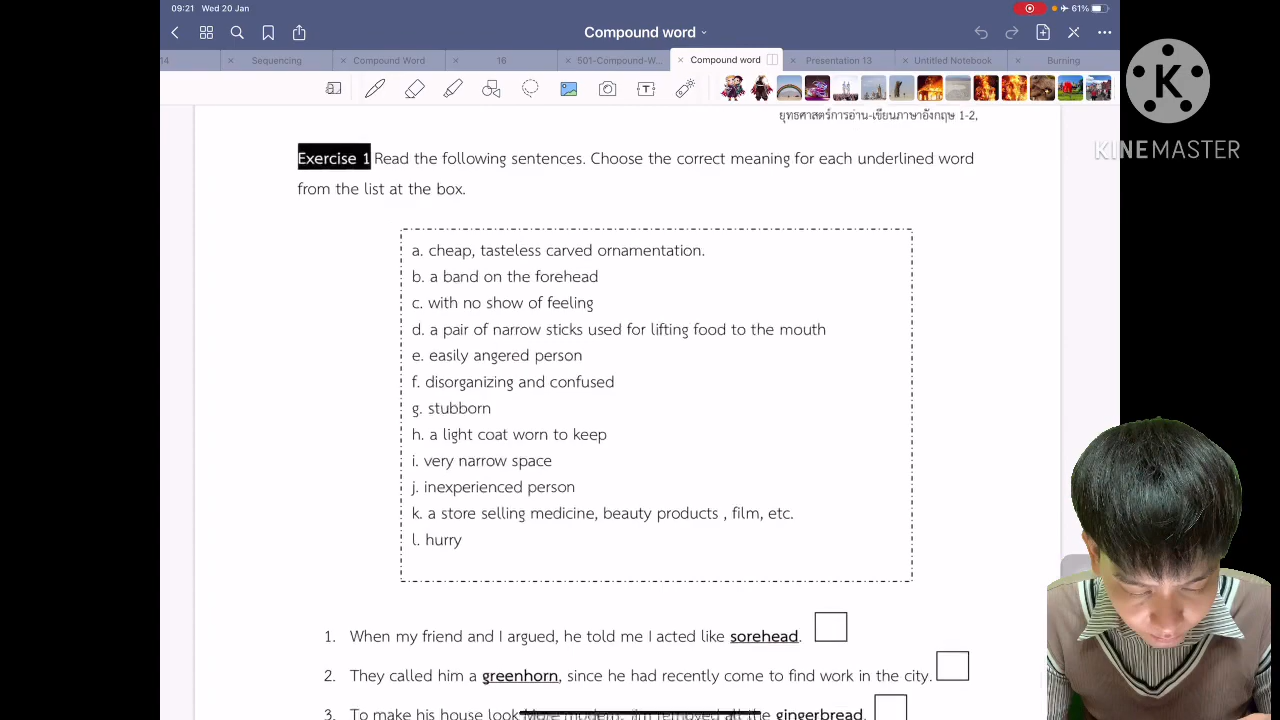 09:21 Wed 20 Jan
61%
Compound word
14
Sequencing
Compound Word
16
501-Compound-W...
Compound word
Presentation 13
Untitled Notebook
Burning
K
KINEMASTER
ยุทธศาสตร์การอ่าน-เขียนภาษาอังกฤษ 1-2,
Exercise 1 Read the following sentences. Choose the correct meaning for each underlined word
from the list at the box.
a. cheap, tasteless carved ornamentation.
b. a band on the forehead
c. with no show of feeling
d. a pair of narrow sticks used for lifting food to the mouth
e. easily angered person
f. disorganizing and confused
g. stubborn
h. a light coat worn to keep
i. very narrow space
j. inexperienced person
k. a store selling medicine, beauty products , film, etc.
l. hurry
1. When my friend and I argued, he told me I acted like sorehead.
2. They called him a greenhorn, since he had recently come to find work in the city.
3. To make his house look More modern, Jim removed all the gingerbread.